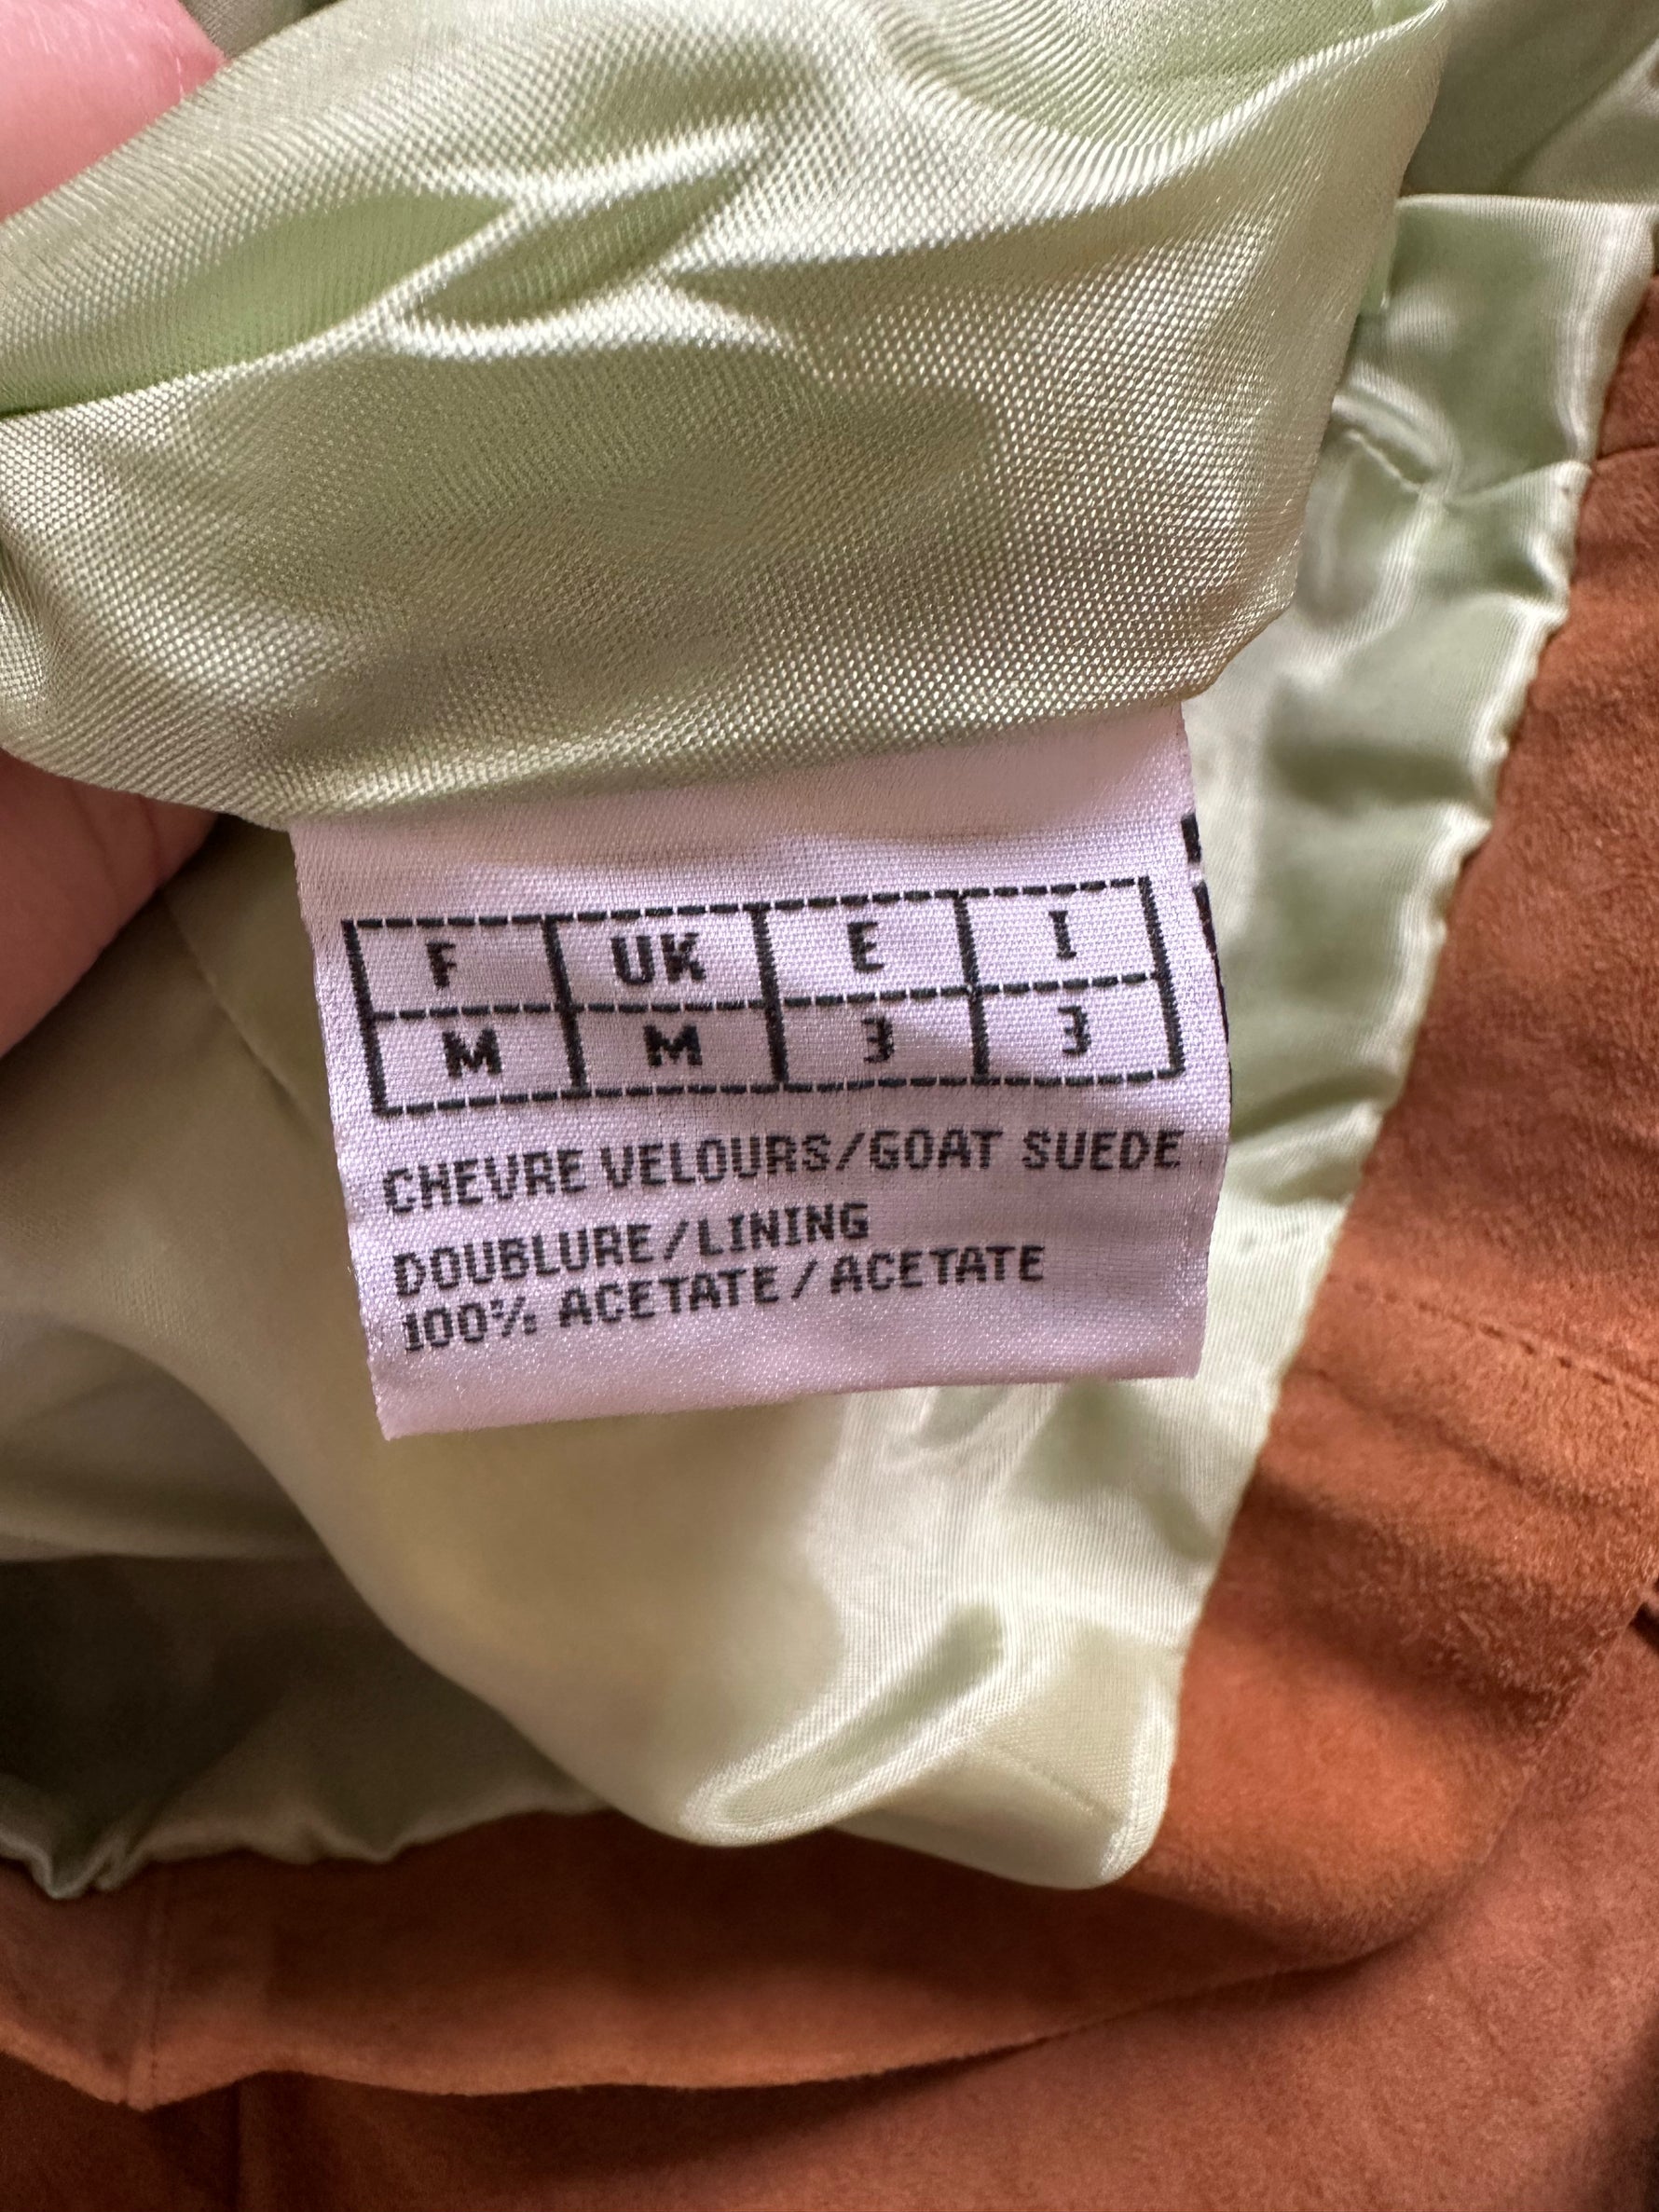 F UK E I
M M 3 3
CHEVRE VELOURS/GOAT SUEDE
DOUBLURE/LINING
100% ACETATE/ACETATE